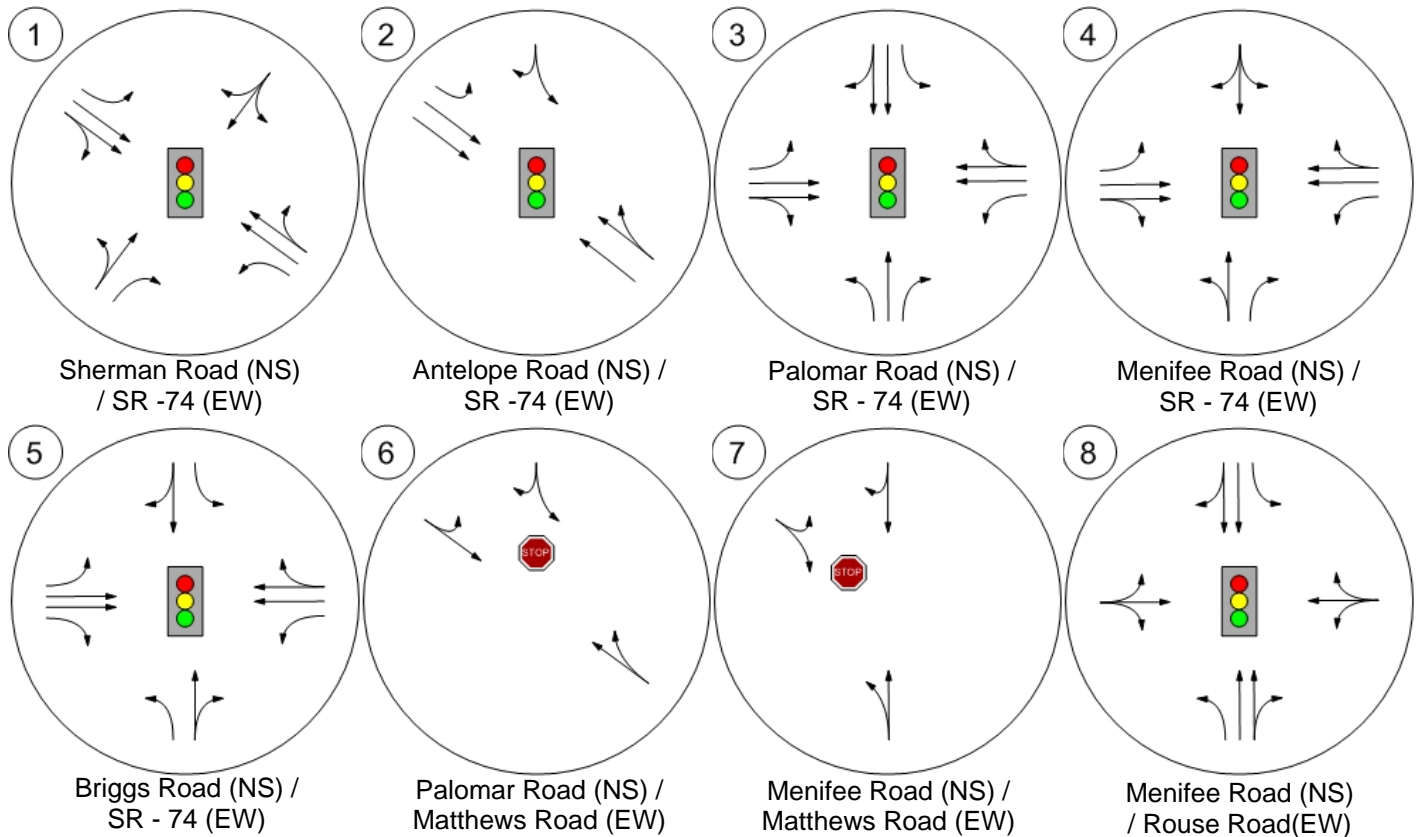 1
2
3
4
Sherman Road (NS)
/ SR -74 (EW)
Antelope Road (NS) /
SR -74 (EW)
Palomar Road (NS) /
SR - 74 (EW)
Menifee Road (NS) /
SR - 74 (EW)
5
6
7
8
STOP
STOP
Briggs Road (NS) /
SR - 74 (EW)
Palomar Road (NS) /
Matthews Road (EW)
Menifee Road (NS) /
Matthews Road (EW)
Menifee Road (NS)
/ Rouse Road(EW)